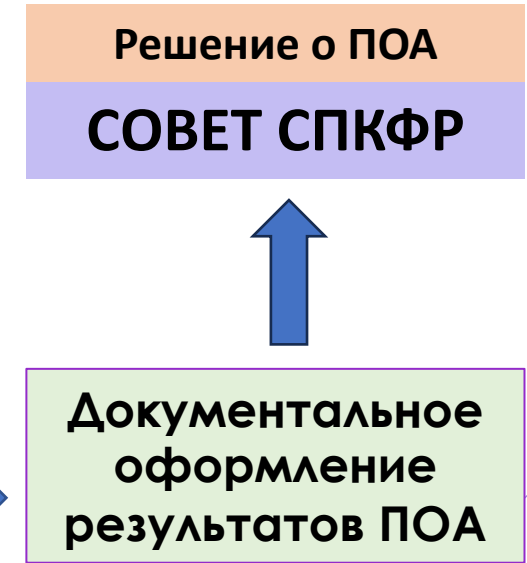 Решение о ПОА
СОВЕТ СПКФР
Документальное
оформление
результатов ПОА